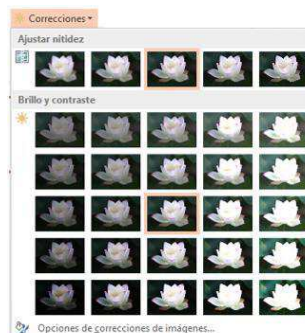 Correcciones
Ajustar nitidez
Brillo y contraste
Opciones de correcciones de imágenes...